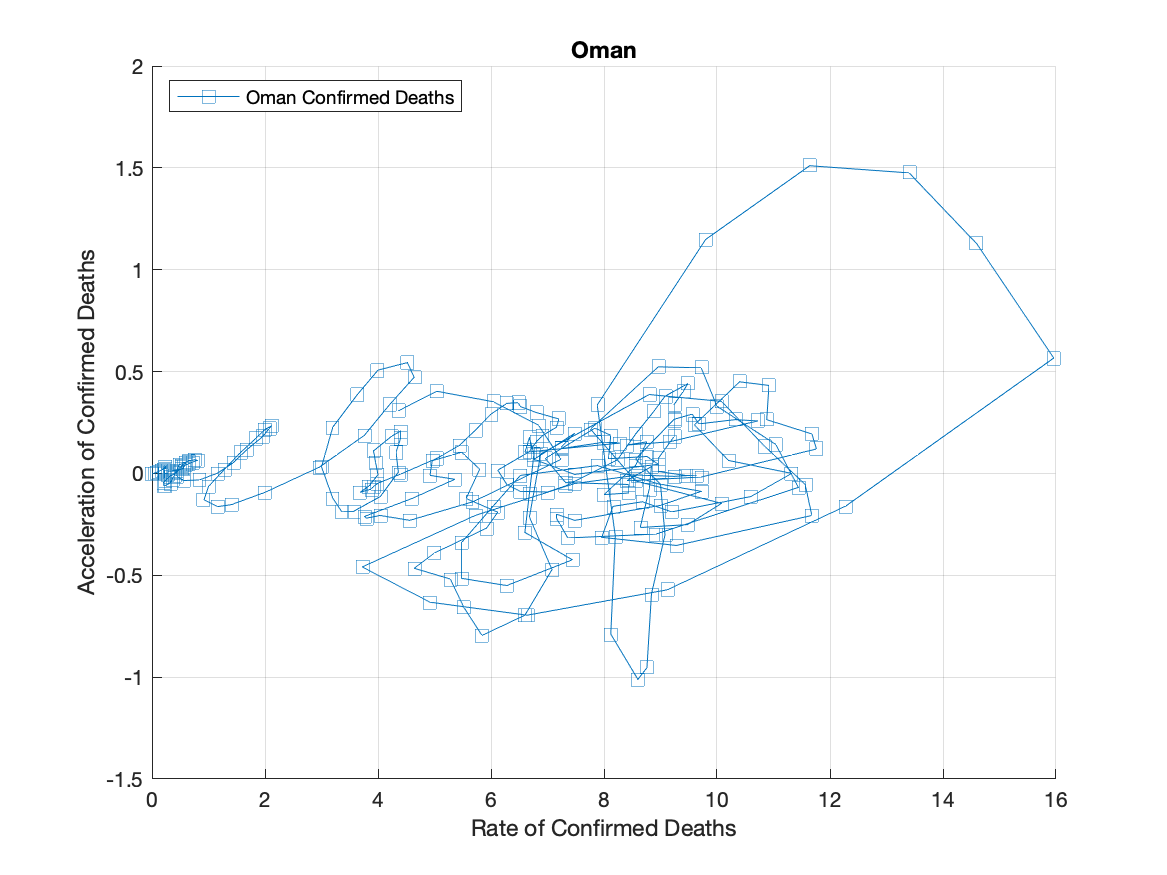 Oman
Oman Confirmed Deaths
2
1.5
1
0.5
0
-0.5
-1
-1.5
Acceleration of Confirmed Deaths
0 2 4 6 8 10 12 14 16
Rate of Confirmed Deaths